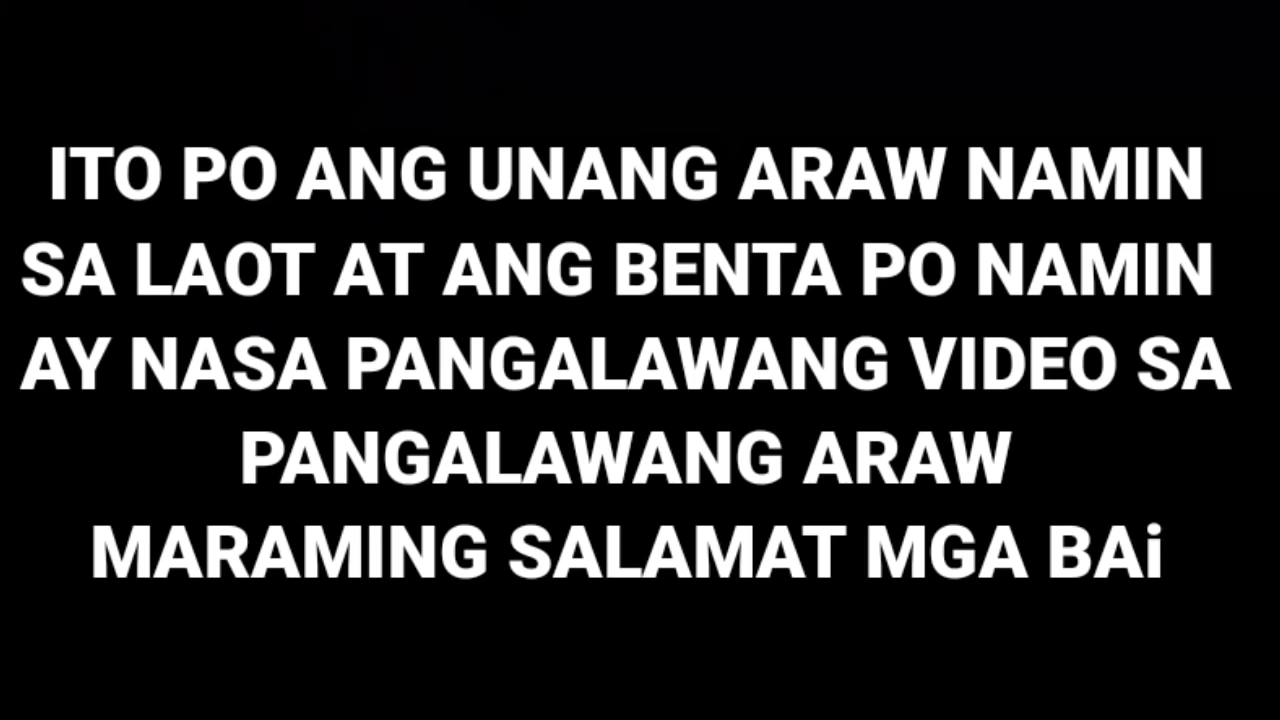 ITO PO ANG UNANG ARAW NAMIN
SA LAOT AT ANG BENTA PO NAMIN
AY NASA PANGALAWANG VIDEO SA
PANGALAWANG ARAW
MARAMING SALAMAT MGA BAi